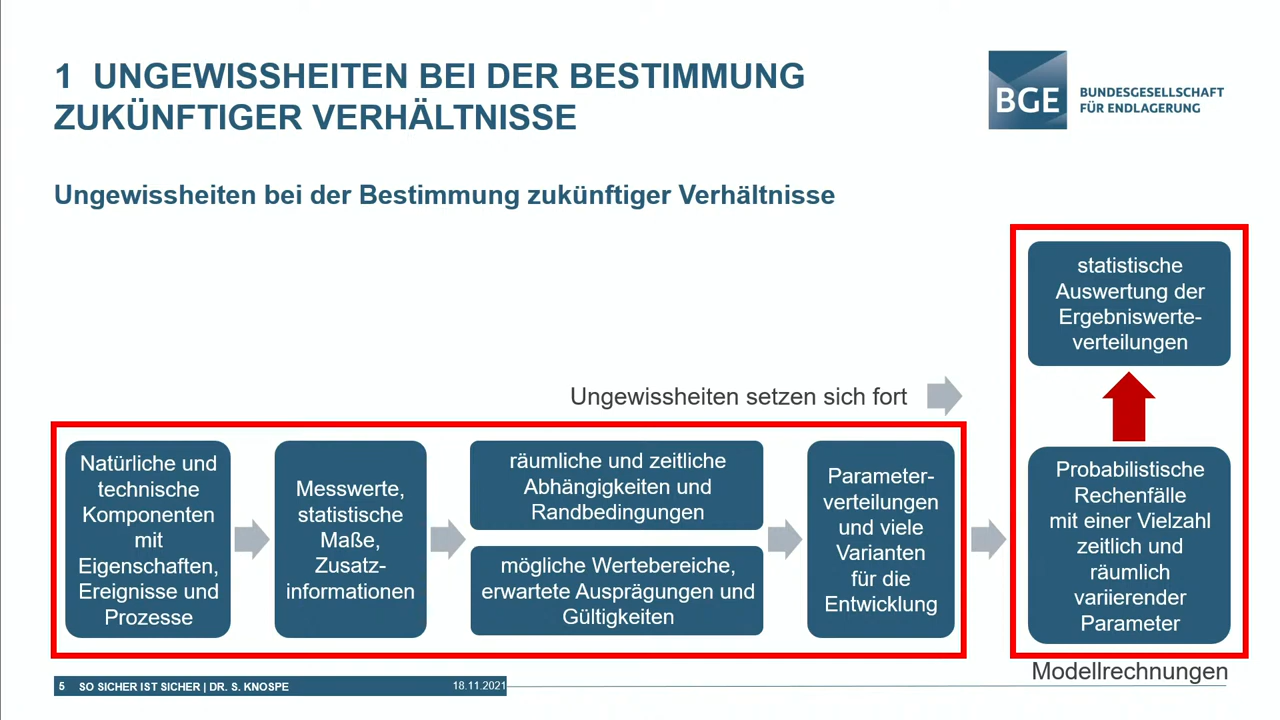 1 UNGEWISSHEITEN BEI DER BESTIMMUNG
ZUKÜNFTIGER VERHÄLTNISSE
BGE
BUNDESGESELLSCHAFT
FÜR ENDLAGERUNG
Ungewissheiten bei der Bestimmung zukünftiger Verhältnisse
statistische
Auswertung der
Ergebniswerte-
verteilungen
Ungewissheiten setzen sich fort
Natürliche und
technische
Komponenten
mit
Eigenschaften,
Ereignisse und
Prozesse
Messwerte,
statistische
Maße,
Zusatz-
informationen
räumliche und zeitliche
Abhängigkeiten und
Randbedingungen
mögliche Wertebereiche,
erwartete Ausprägungen und
Gültigkeiten
Parameter-
verteilungen
und viele
Varianten
für die
Entwicklung
Probabilistische
Rechenfälle
mit einer Vielzahl
zeitlich und
räumlich
variierender
Parameter
Modellrechnungen
5 SO SICHER IST SICHER | DR. S. KNOSPE 18.11.2021